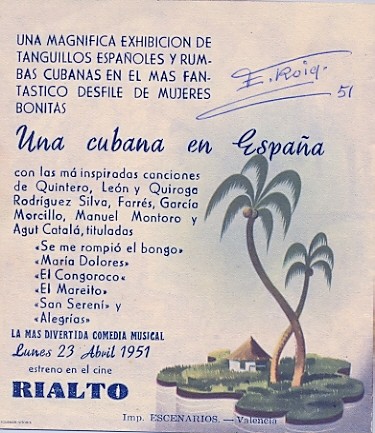 UNA MAGNIFICA EXHIBICION DE
TANGUILLOS ESPAÑOLES Y RUM-
BAS CUBANAS EN EL MAS FAN-
TASTICO DESFILE DE MUJERES
BONITAS
E. Roig.
51
Una cubana en España
con las má inspiradas canciones
de Quintero, León y Quiroga
Rodríguez Silva, Farrés, García
Morcillo, Manuel Montoro y
Agut Catalá, tituladas
«Se me rompió el bongo»
«María Dolores»
«El Congoroco«
«El Mareito»
«San Serení» y
«Alegrías»
LA MAS DIVERTIDA COMEDIA MUSICAL
Lunes 23 Abril 1951
estreno en el cine
RIALTO
Imp. ESCENARIOS.—Valencia